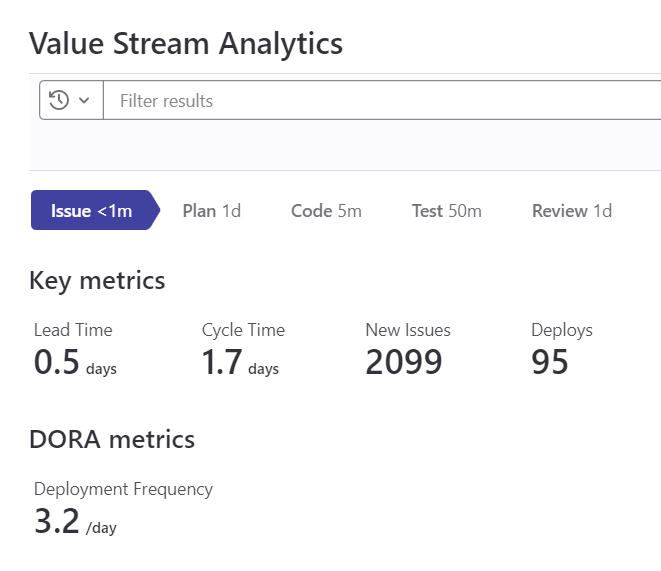 Value Stream Analytics
Filter results
Issue <1m Plan 1d Code 5m Test 50m Review 1d
Key metrics
Lead Time Cycle Time New Issues Deploys
0.5 days 1.7 days 2099 95
DORA metrics
Deployment Frequency
3.2 /day